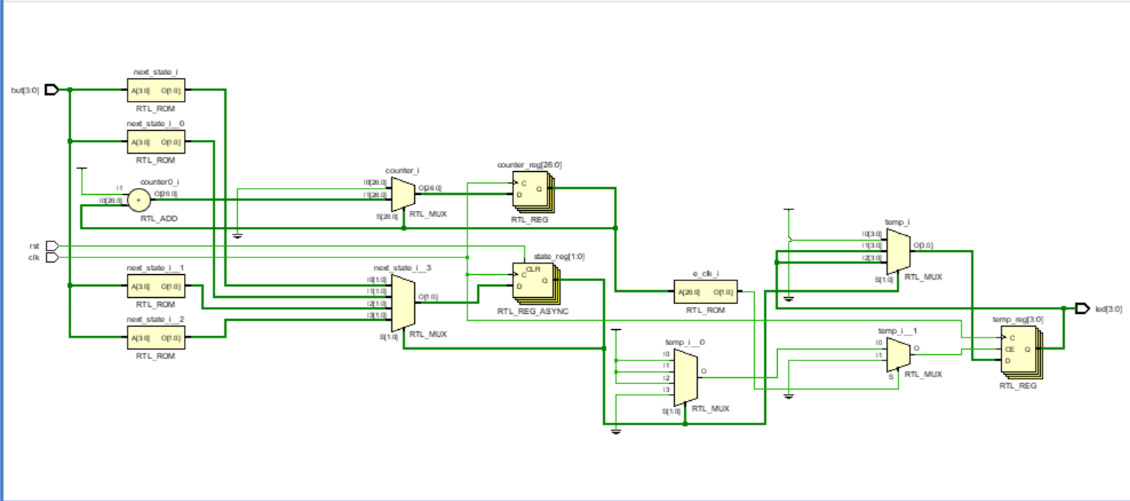 next_state_i
but[3:0]
A[3:0] O[1:0]
RTL_ROM
next_state_i__0
A[3:0] O[1:0]
RTL_ROM
counter0_i
I1
I0[26:0]
O[26:0]
+
RTL_ADD
counter_i
I0[26:0]
I1[26:0]
O[26:0]
S[26:0]
RTL_MUX
counter_reg[26:0]
C
D
Q
RTL_REG
rst
clk
next_state_i__1
A[3:0] O[1:0]
RTL_ROM
next_state_i__2
A[3:0] O[1:0]
RTL_ROM
next_state_i__3
I0[1:0]
I1[1:0]
I2[1:0]
I3[1:0]
O[1:0]
S[1:0]
RTL_MUX
state_reg[1:0]
CLR
C
D
Q
RTL_REG_ASYNC
e_clk_i
A[26:0] O[1:0]
RTL_ROM
temp_i__0
I0
I1
I2
I3
O
S[1:0]
RTL_MUX
temp_i
I0[3:0]
I1[3:0]
I2[3:0]
O[3:0]
S[1:0]
RTL_MUX
temp_i__1
I0
I1
O
S
RTL_MUX
temp_reg[3:0]
C
CE
D
Q
RTL_REG
led[3:0]